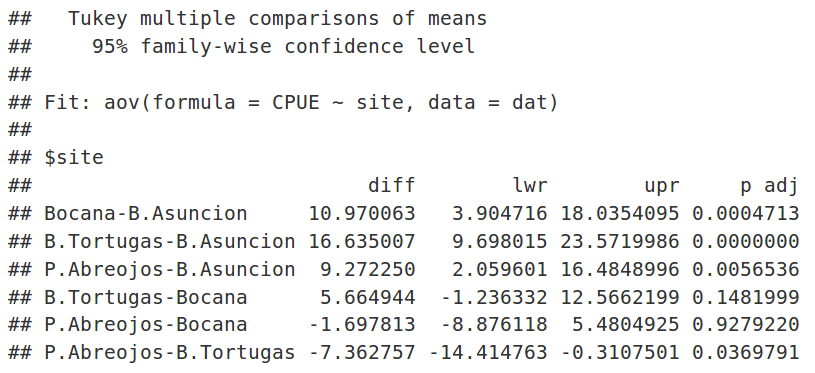 ##   Tukey multiple comparisons of means
##     95% family-wise confidence level
##
## Fit: aov(formula = CPUE ~ site, data = dat)
##
## $site
##                            diff        lwr        upr     p adj
## Bocana-B.Asuncion     10.970063   3.904716 18.0354095 0.0004713
## B.Tortugas-B.Asuncion 16.635007   9.698015 23.5719986 0.0000000
## P.Abreojos-B.Asuncion  9.272250   2.059601 16.4848996 0.0056536
## B.Tortugas-Bocana      5.664944  -1.236332 12.5662199 0.1481999
## P.Abreojos-Bocana     -1.697813  -8.876118  5.4804925 0.9279220
## P.Abreojos-B.Tortugas -7.362757 -14.414763 -0.3107501 0.0369791